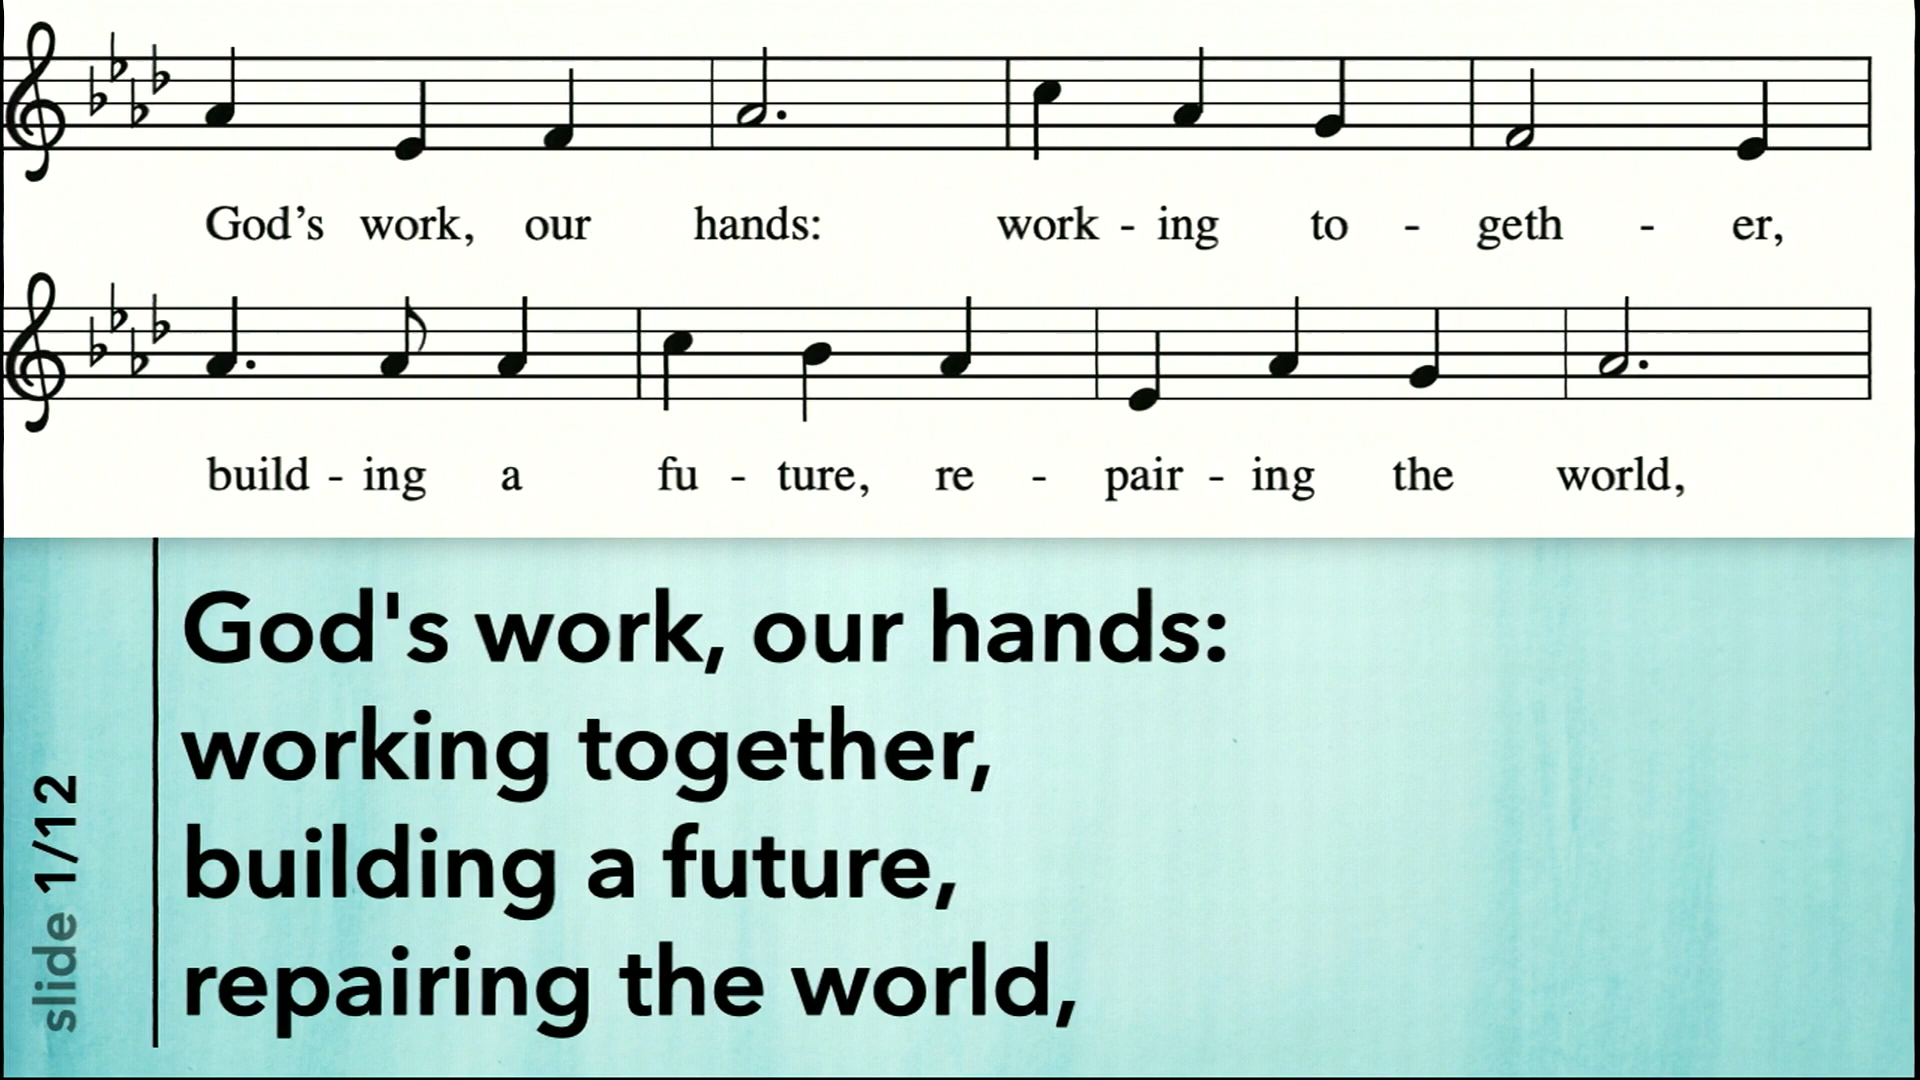 God’s work, our hands: work - ing to - geth - er,
build - ing a fu - ture, re - pair - ing the world,
God's work, our hands:
working together,
building a future,
repairing the world,
slide 1/12